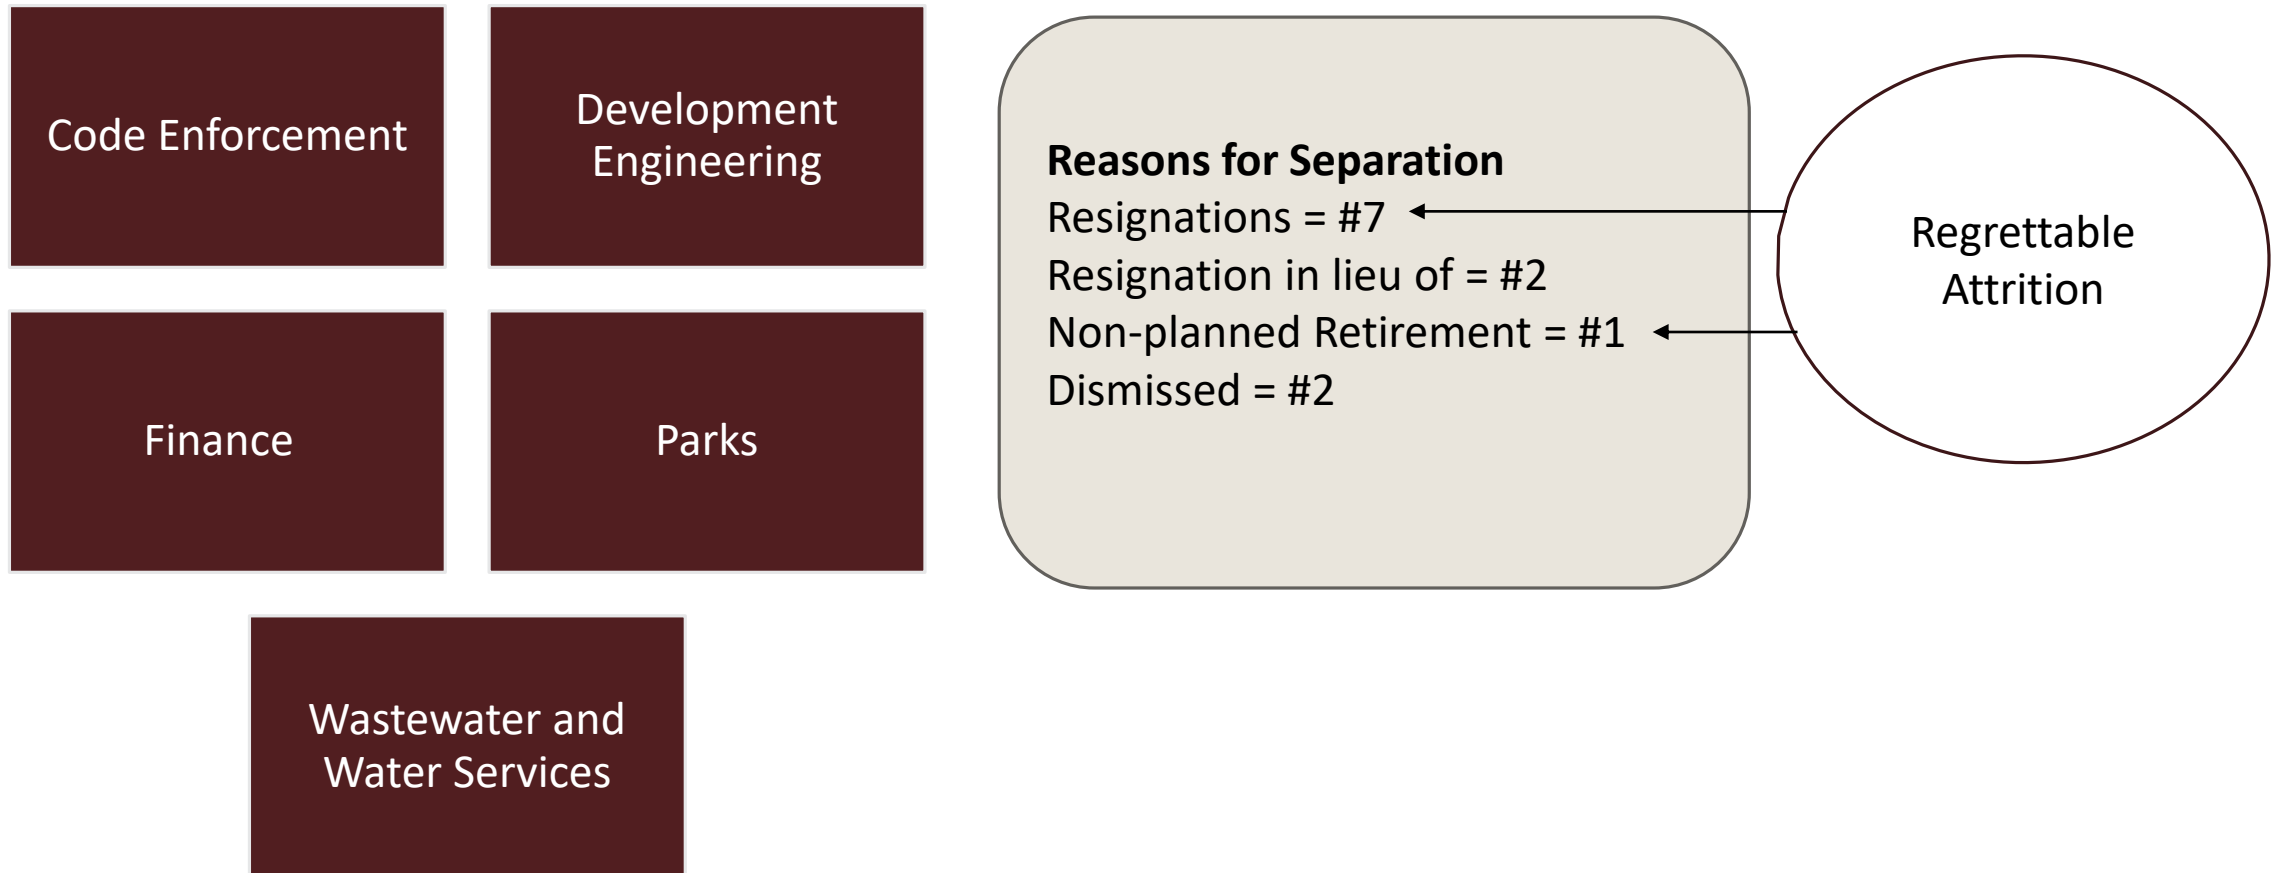 Code Enforcement
Development
Engineering
Finance
Parks
Wastewater and
Water Services
Reasons for Separation
Resignations = #7
Resignation in lieu of = #2
Non-planned Retirement = #1
Dismissed = #2
Regrettable
Attrition